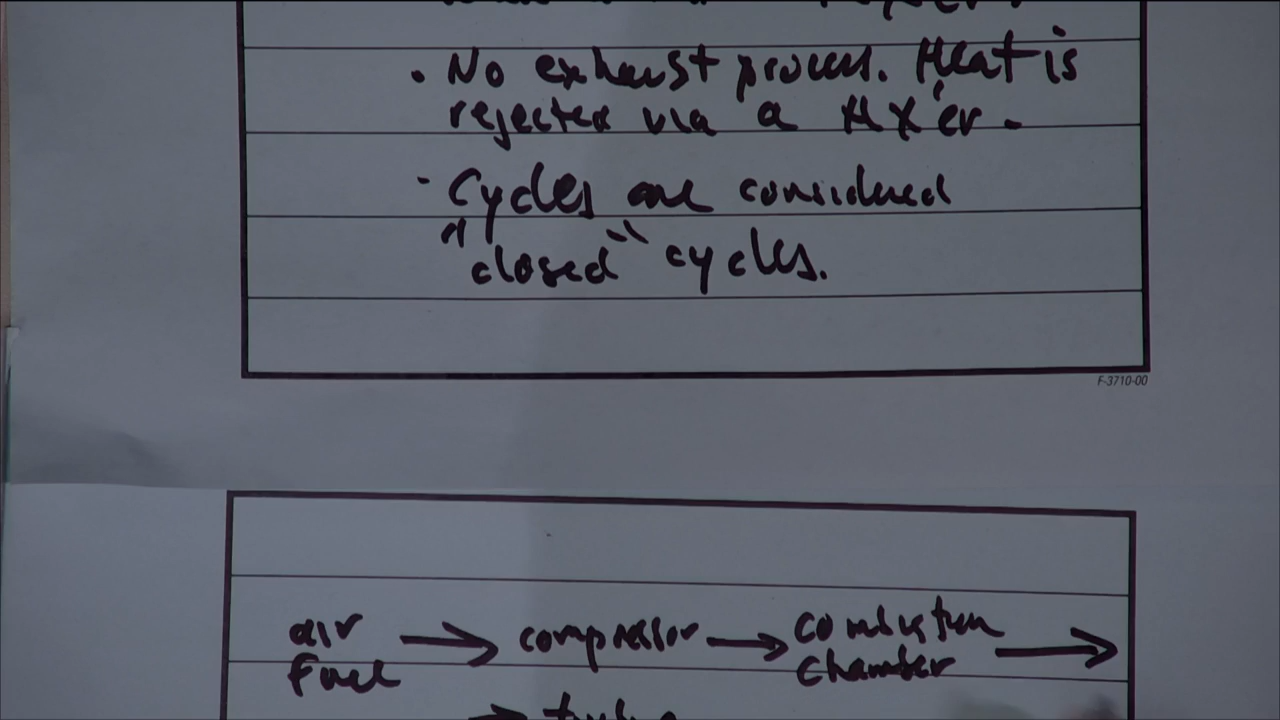 • No exhaust process. Heat is
rejected via a HX'er.
· Cycles are considered
"closed" cycles.
F-3710-00
air → compressor → combustion →
Fuel chamber
→